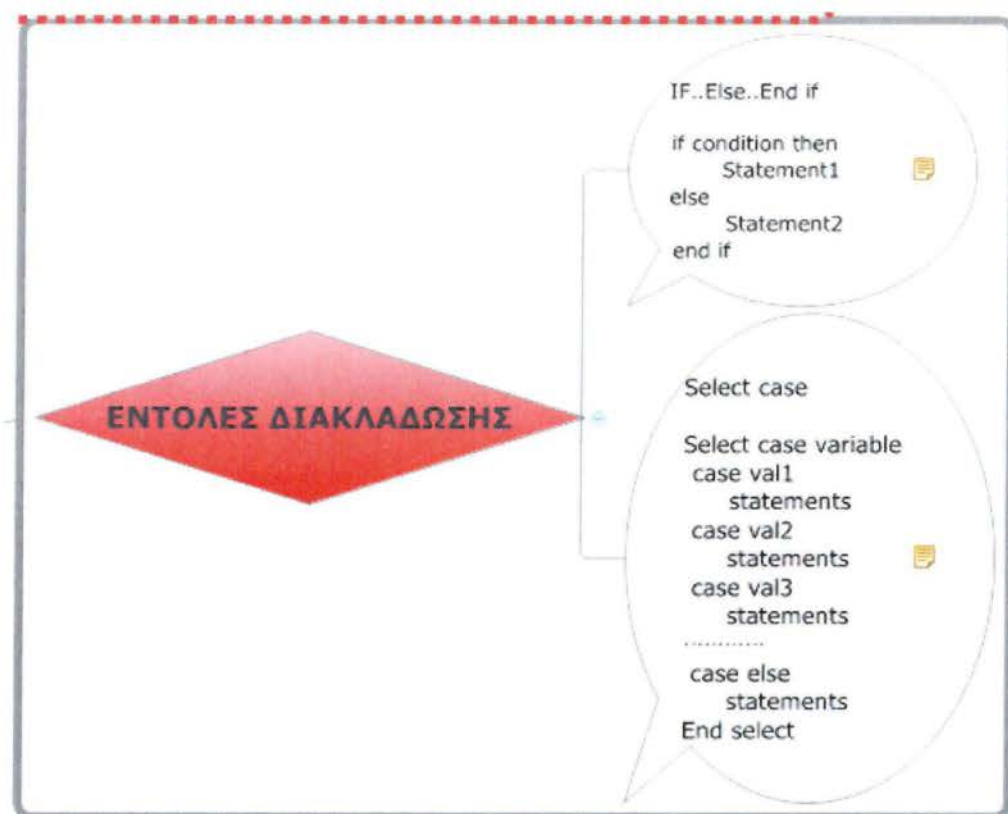 ΕΝΤΟΛΕΣ ΔΙΑΚΛΑΔΩΣΗΣ
IF..Else..End if
if condition then
Statement1
else
Statement2
end if
Select case
Select case variable
case val1
statements
case val2
statements
case val3
statements
............
case else
statements
End select